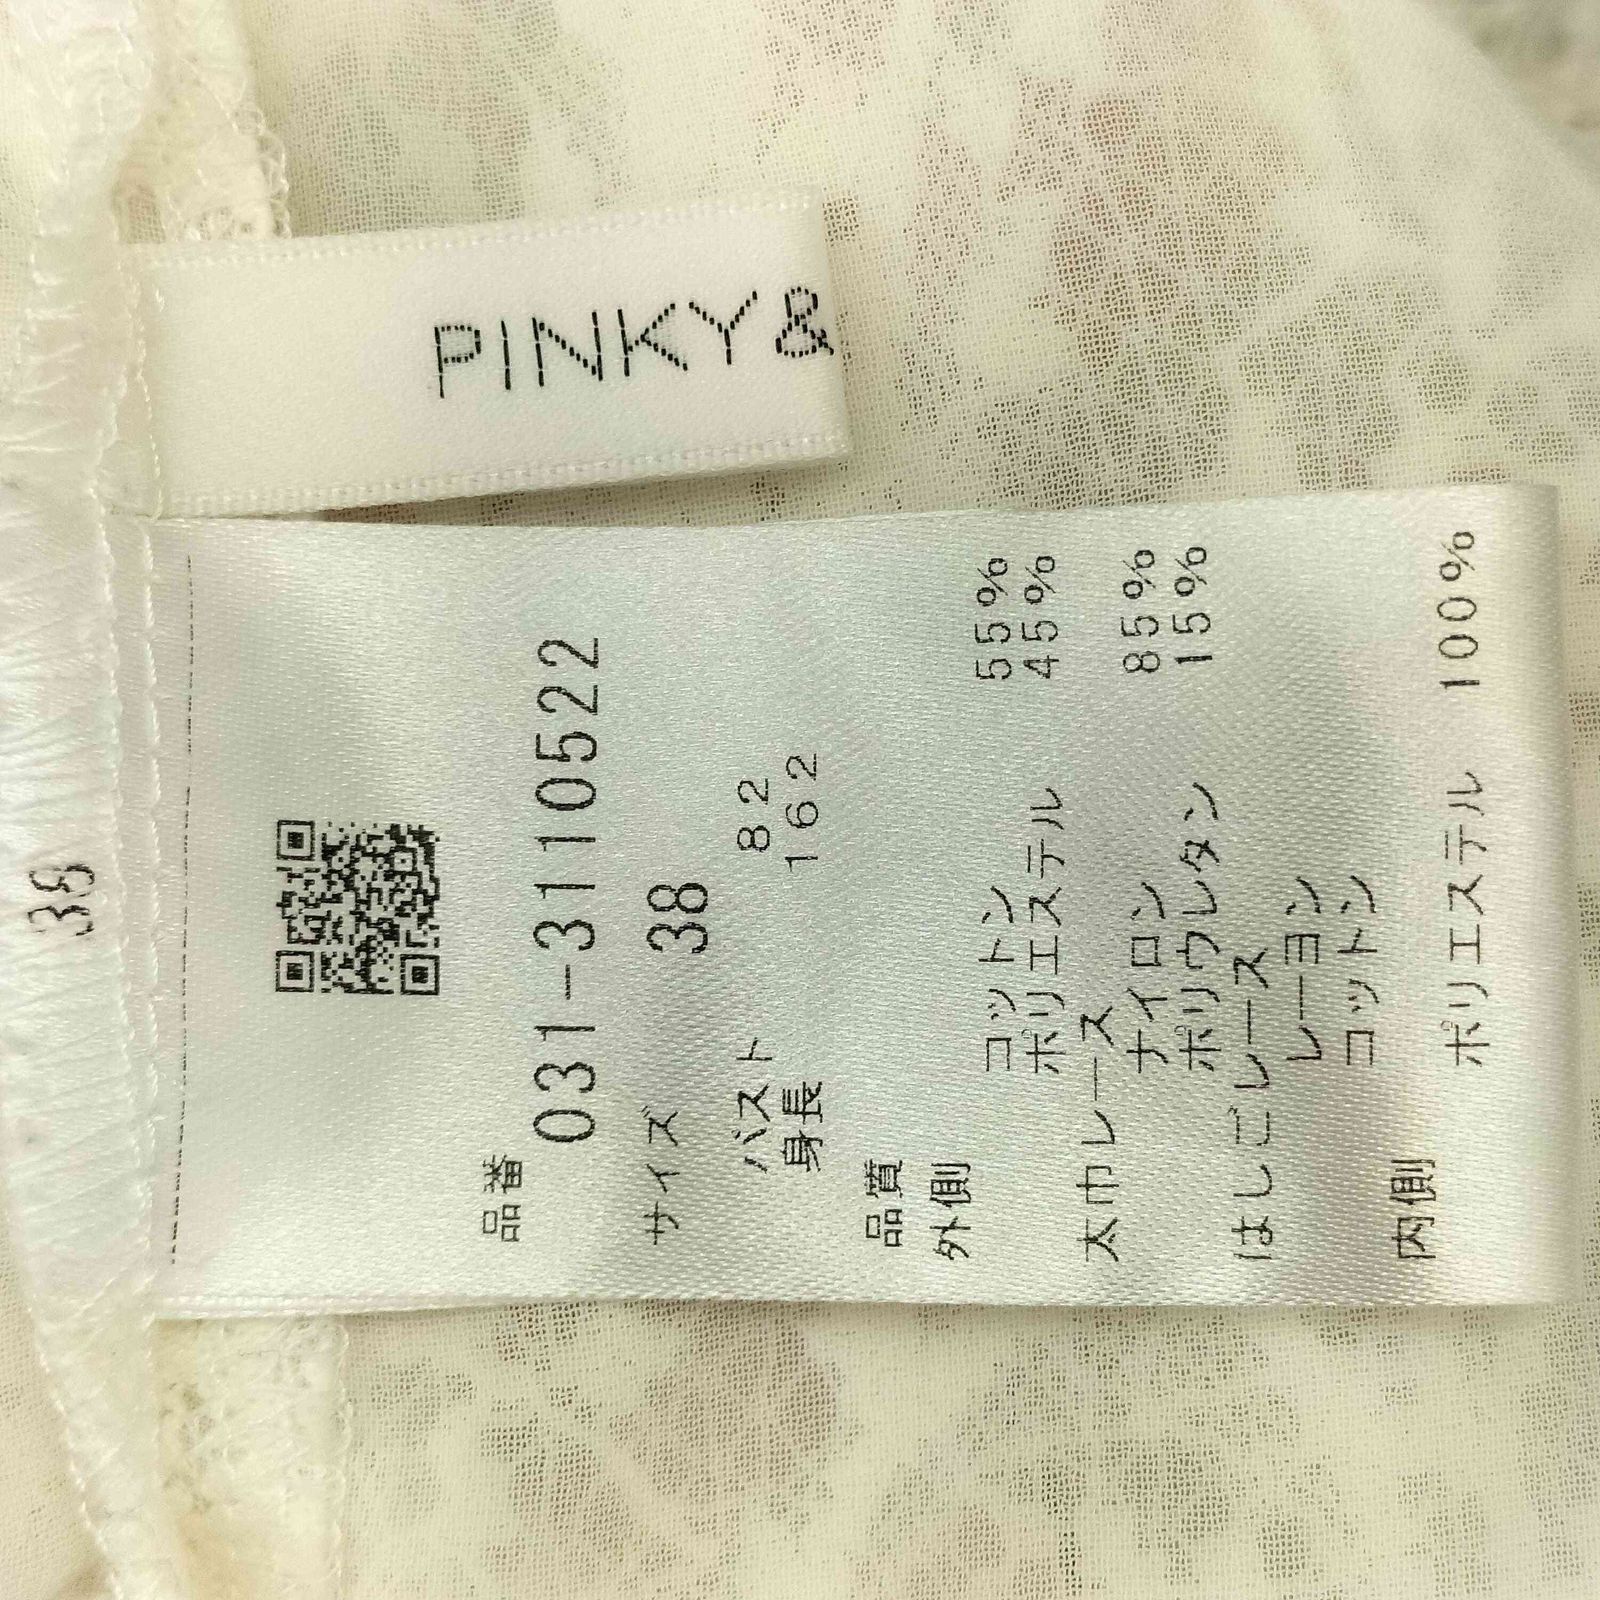 PINKY&
38
品番
031-3110522
サイズ 38
バスト 82
身長 162
品質
外側
コットン 55%
ポリエステル 45%
太巾レース
ナイロン 85%
ポリウレタン 15%
はしごレース
レーヨン
コットン
内側
ポリエステル 100%